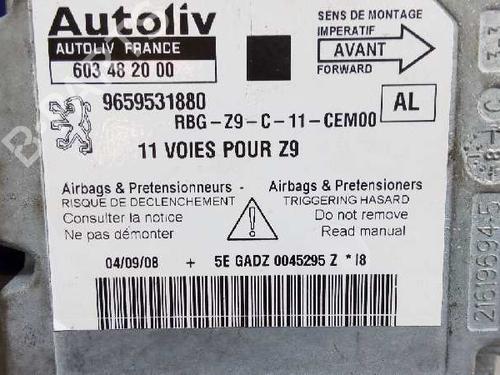 Autoliv
AUTOLIV FRANCE
603 48 20 00
SENS DE MONTAGE
IMPERATIF
AVANT
FORWARD
9659531880
AL
RBG-Z9-C-11-CEM00
11 VOIES POUR Z9
Airbags & Pretensionneurs -
RISQUE DE DECLENCHEMENT
Consulter la notice
Ne pas démonter
Airbags & Pretensioners
TRIGGERING HASARD
Do not remove
Read manual
04/09/08 + 5E GADZ 0045295 Z * /8
216196945